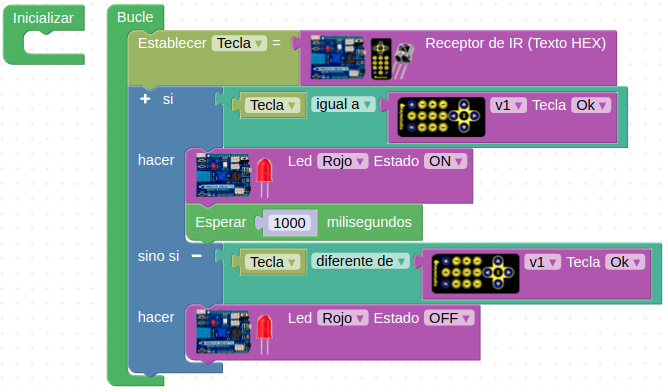 Inicializar
Bucle
Establecer Tecla = Receptor de IR (Texto HEX)
+ si Tecla igual a v1 Tecla Ok
hacer Led Rojo Estado ON
Esperar 1000 milisegundos
sino si - Tecla diferente de v1 Tecla Ok
hacer Led Rojo Estado OFF